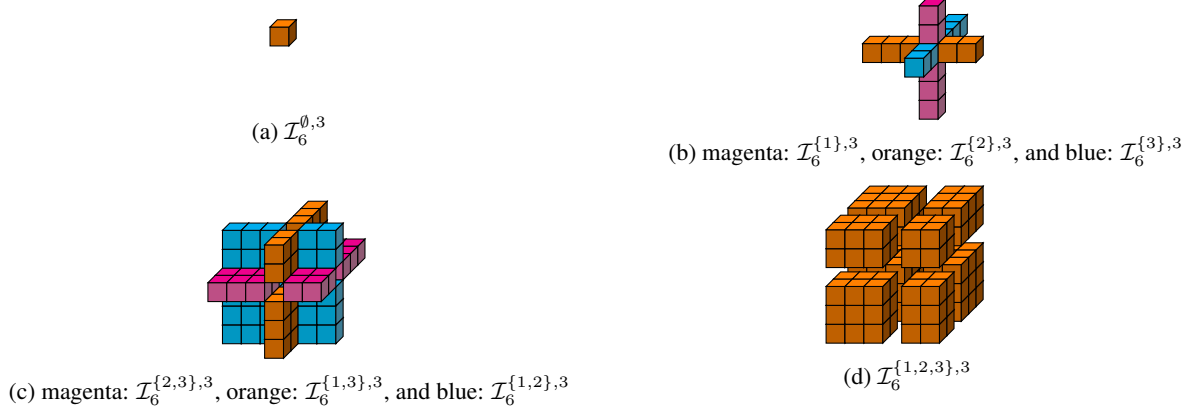 (a) $\mathcal{I}_6^{\emptyset,3}$
(b) magenta: $\mathcal{I}_6^{\{1\},3}$, orange: $\mathcal{I}_6^{\{2\},3}$, and blue: $\mathcal{I}_6^{\{3\},3}$
(c) magenta: $\mathcal{I}_6^{\{2,3\},3}$, orange: $\mathcal{I}_6^{\{1,3\},3}$, and blue: $\mathcal{I}_6^{\{1,2\},3}$
(d) $\mathcal{I}_6^{\{1,2,3\},3}$